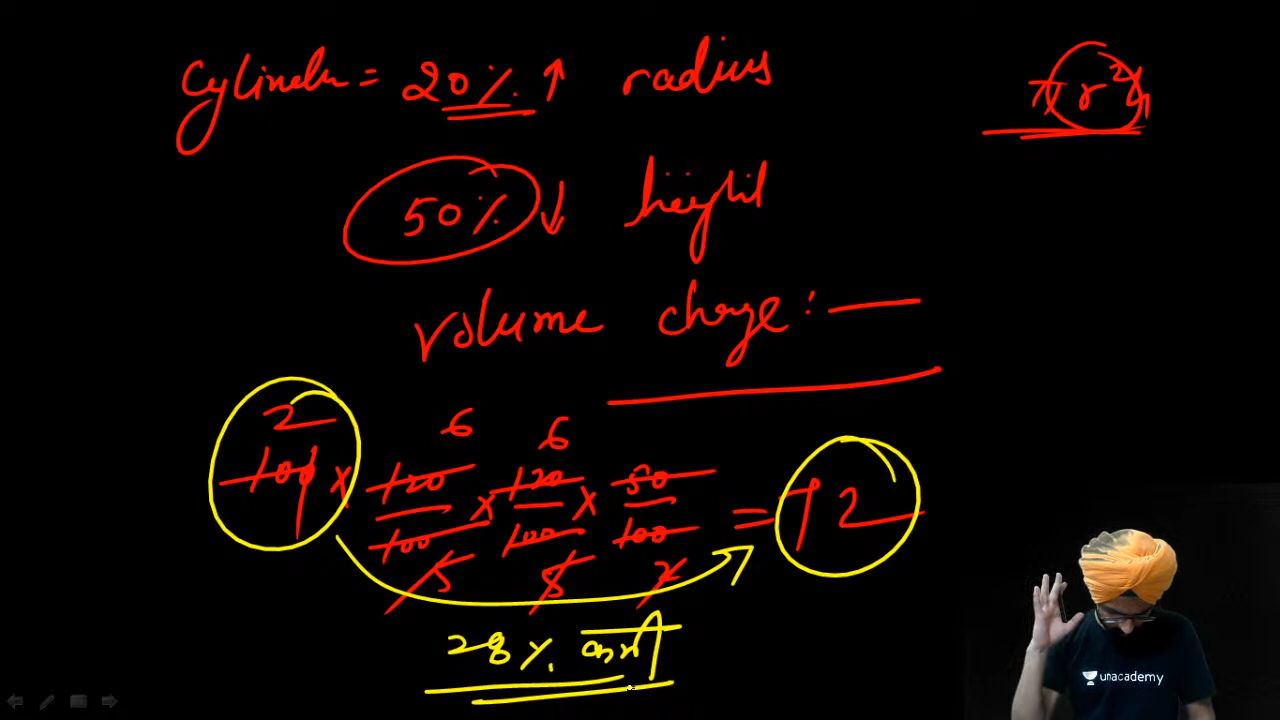 Cylinder = 20% ↑ radius
πr²h
50% ↓ height
volume change : —
2 6 6
100 × 120 × 120 × 50 = 72
100 100 100
5 5 2
28% कमी
unacademy